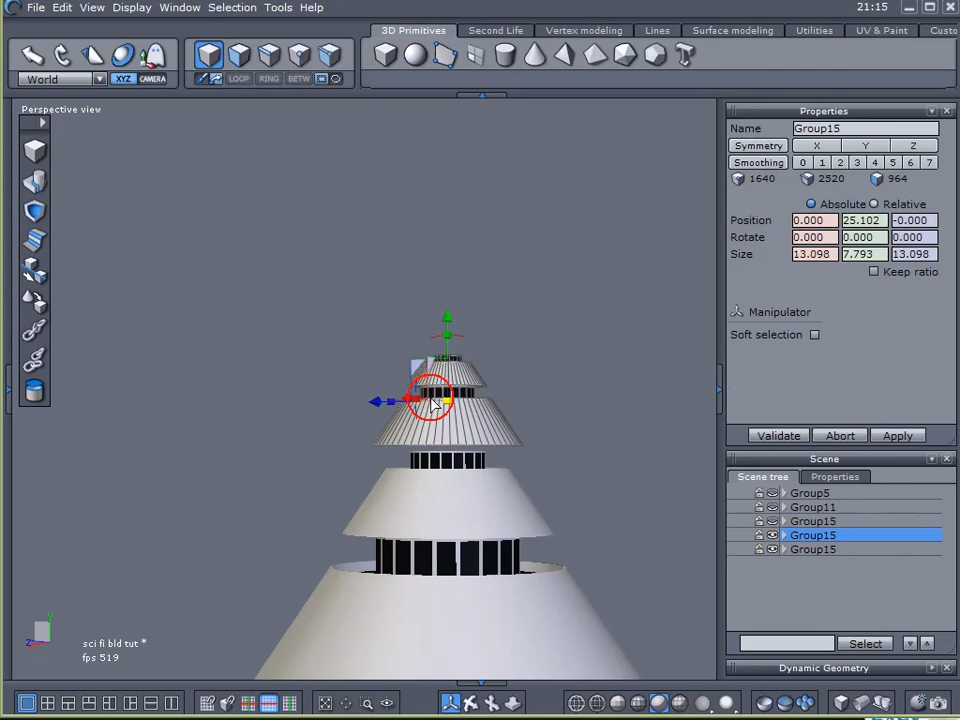 File Edit View Display Window Selection Tools Help 21:15
3D Primitives Second Life Vertex modeling Lines Surface modeling Utilities UV & Paint Custo
World XYZ CAMERA LOOP RING BETW
Perspective view
Properties
Name Group15
Symmetry X Y Z
Smoothing 0 1 2 3 4 5 6 7
1640 2520 964
Absolute Relative
Position 0.000 25.102 -0.000
Rotate 0.000 0.000 0.000
Size 13.098 7.793 13.098
Keep ratio
Manipulator
Soft selection
Validate Abort Apply
Scene
Scene tree Properties
Group5
Group11
Group15
Group15
Group15
Select
Dynamic Geometry
Y
Z
sci fi bld tut *
fps 519